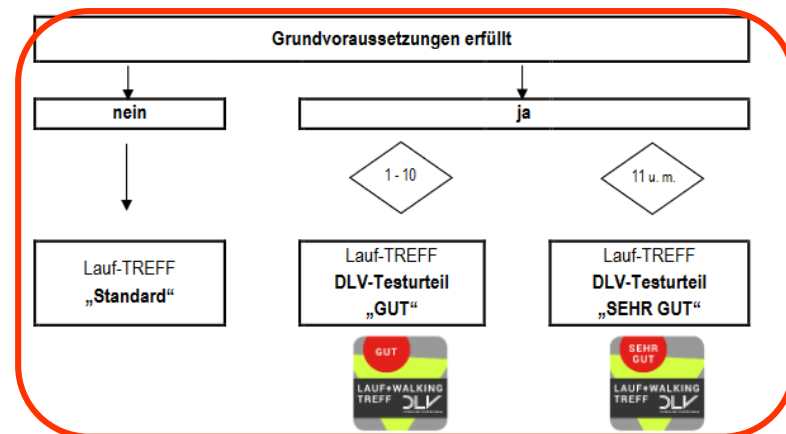 Grundvoraussetzungen erfüllt
nein
ja
1 - 10
11 u. m.
Lauf-TREFF
„Standard“
Lauf-TREFF
DLV-Testurteil
„GUT“
Lauf-TREFF
DLV-Testurteil
„SEHR GUT“
GUT
LAUF+WALKING
TREFF DLV
SEHR
GUT
LAUF+WALKING
TREFF DLV